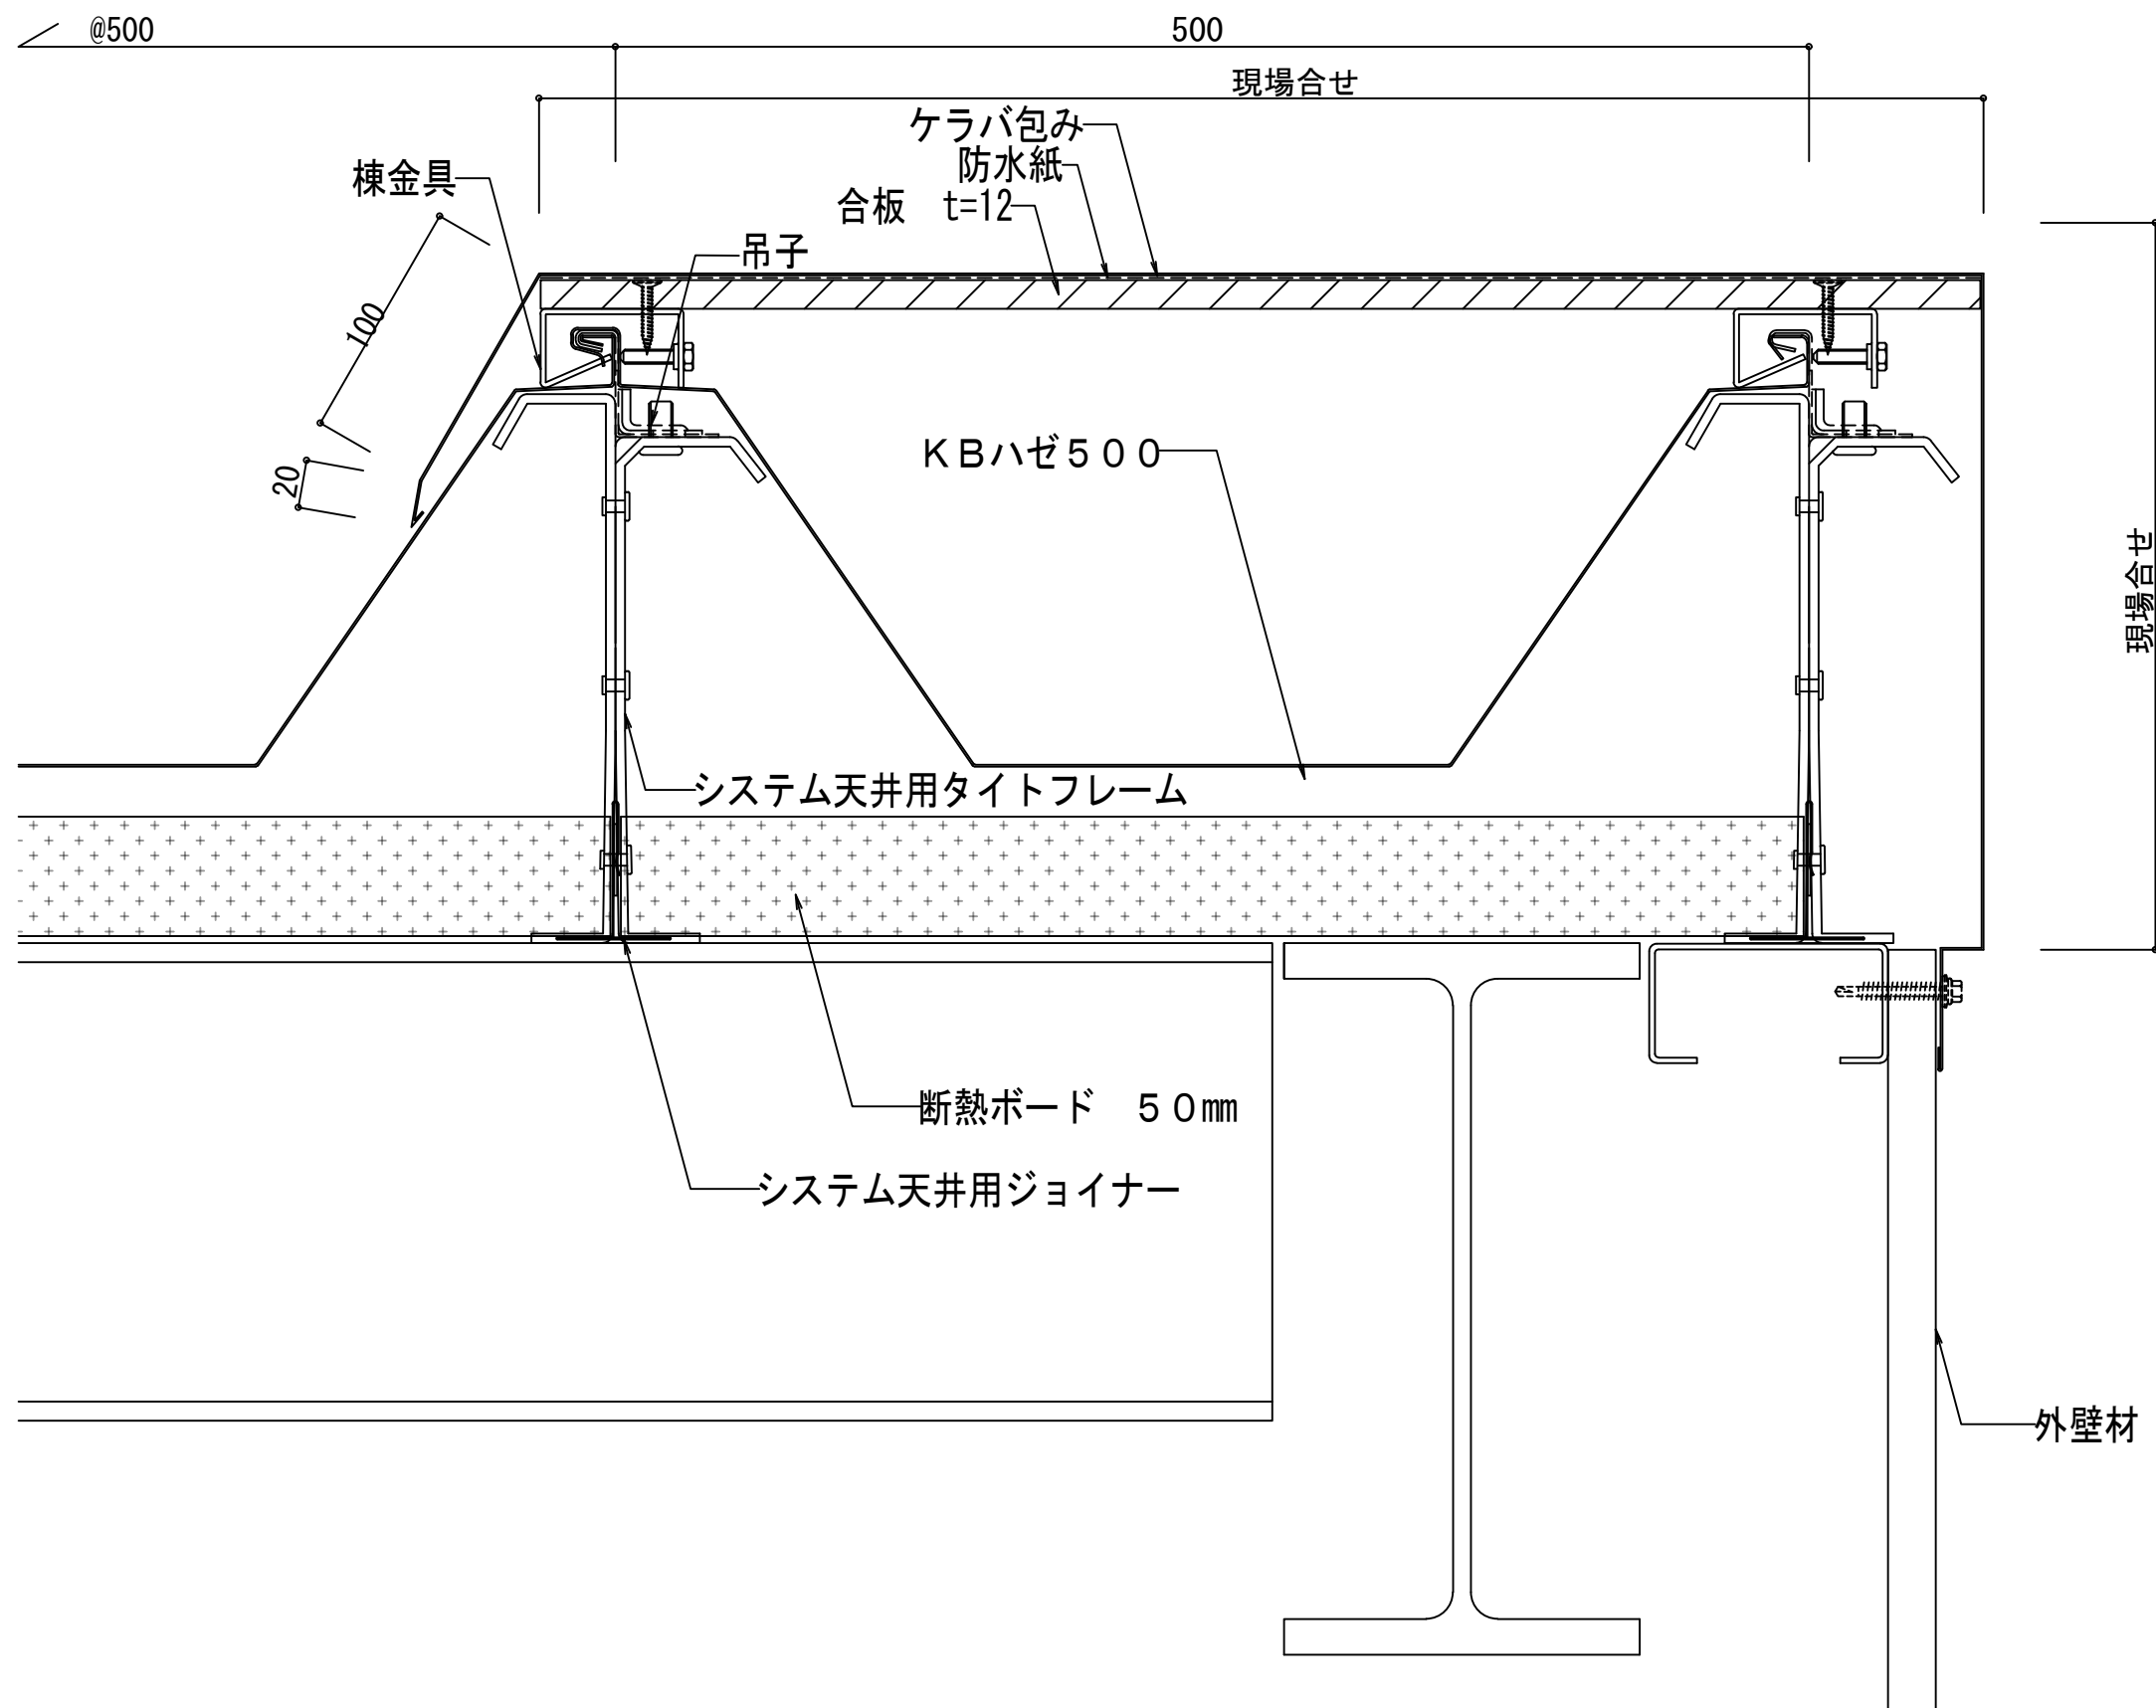 @500
500
現場合せ
ケラバ包み
防水紙
棟金具
合板　t=12
吊子
100
ＫＢハゼ５００
20
現場合せ
システム天井用タイトフレーム
断熱ボード　５０㎜
システム天井用ジョイナー
外壁材